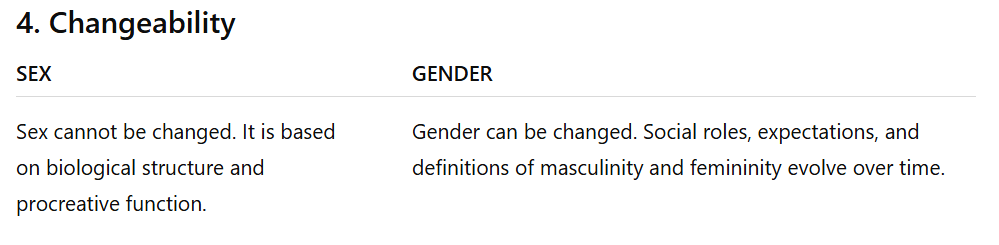 4. Changeability
SEX
GENDER
Sex cannot be changed. It is based
on biological structure and
procreative function.
Gender can be changed. Social roles, expectations, and
definitions of masculinity and femininity evolve over time.